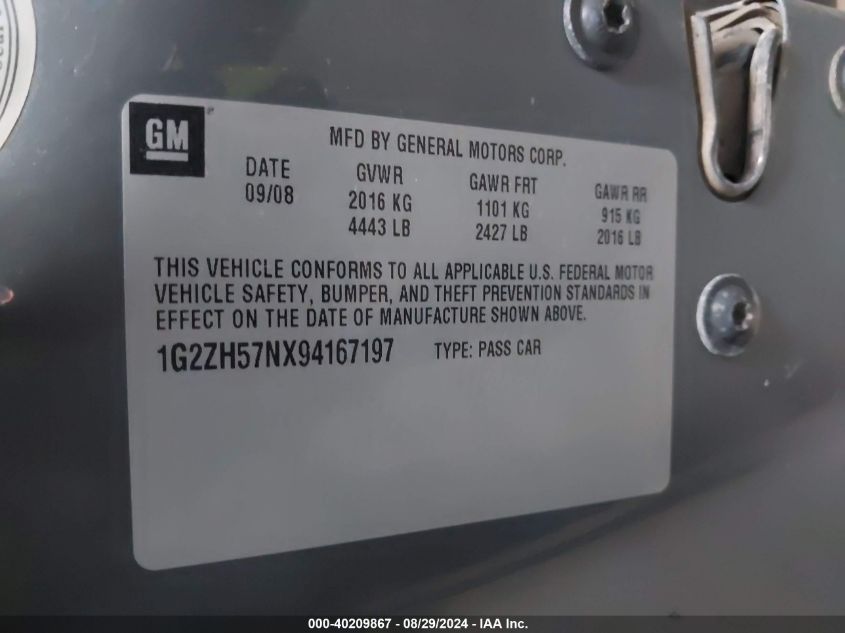 GM
MFD BY GENERAL MOTORS CORP.
DATE GVWR GAWR FRT GAWR RR
09/08 2016 KG 1101 KG 915 KG
4443 LB 2427 LB 2016 LB
THIS VEHICLE CONFORMS TO ALL APPLICABLE U.S. FEDERAL MOTOR
VEHICLE SAFETY, BUMPER, AND THEFT PREVENTION STANDARDS IN
EFFECT ON THE DATE OF MANUFACTURE SHOWN ABOVE.
1G2ZH57NX94167197 TYPE: PASS CAR
000-40209867 / 08/29/2024 - IAA Inc.